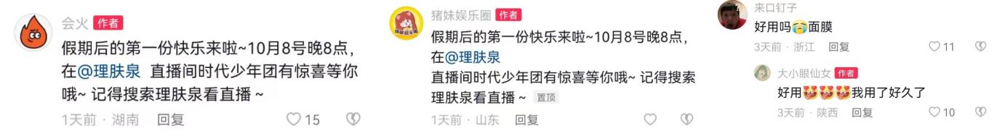 会火 作者
假期后的第一份快乐来啦~10月8号晚8点，
在@理肤泉 直播间时代少年团有惊喜等你
哦~ 记得搜索理肤泉看直播 ~
1天前 · 湖南 回复 15
猪妹娱乐圈 作者
假期后的第一份快乐来啦~10月8号晚8点，
在@理肤泉
直播间时代少年团有惊喜等你哦~ 记得搜索
理肤泉看直播 ~ 置顶
1天前 · 山东 回复
来口钉子
好用吗😭面膜
3天前 · 浙江 回复 11
大小眼仙女 作者
好用🥰🥰🥰我用了好久了
3天前 · 陕西 回复 10